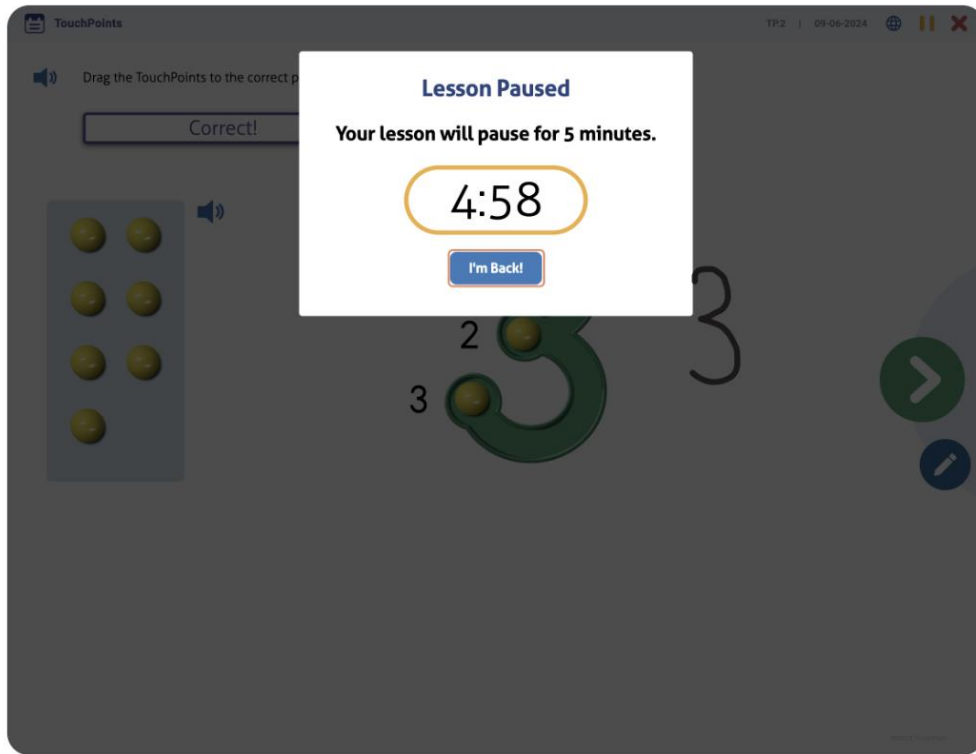 TouchPoints
TP.2 | 09-06-2024
Drag the TouchPoints to the correct p
Correct!
Lesson Paused
Your lesson will pause for 5 minutes.
4:58
I'm Back!
2
3
3